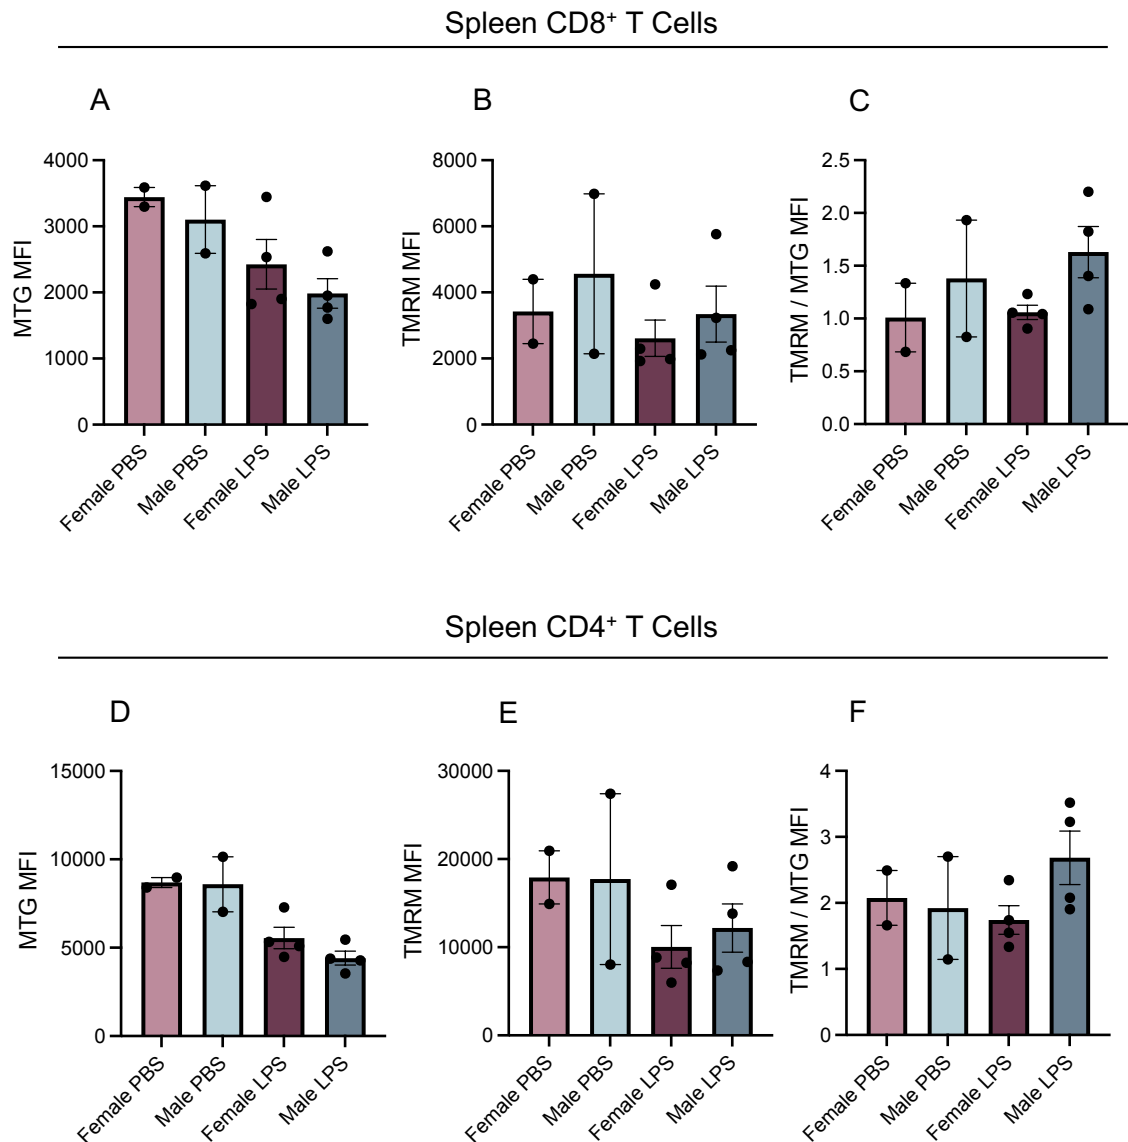 Spleen CD8⁺ T Cells
A
B
C
MTG MFI
4000
3000
2000
1000
0
Female PBS
Male PBS
Female LPS
Male LPS
TMRM MFI
8000
6000
4000
2000
0
Female PBS
Male PBS
Female LPS
Male LPS
TMRM / MTG MFI
2.5
2.0
1.5
1.0
0.5
0.0
Female PBS
Male PBS
Female LPS
Male LPS
Spleen CD4⁺ T Cells
D
E
F
MTG MFI
15000
10000
5000
0
Female PBS
Male PBS
Female LPS
Male LPS
TMRM MFI
30000
20000
10000
0
Female PBS
Male PBS
Female LPS
Male LPS
TMRM / MTG MFI
4
3
2
1
0
Female PBS
Male PBS
Female LPS
Male LPS